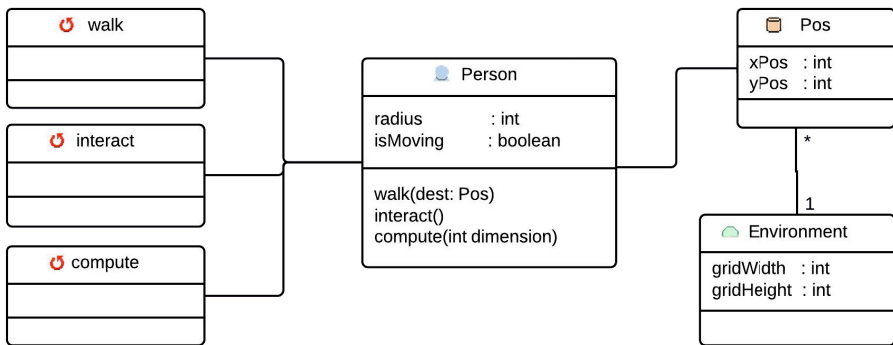 walk
interact
compute
Person
radius : int
isMoving : boolean
walk(dest: Pos)
interact()
compute(int dimension)
Pos
xPos : int
yPos : int
*
1
Environment
gridWidth : int
gridHeight : int